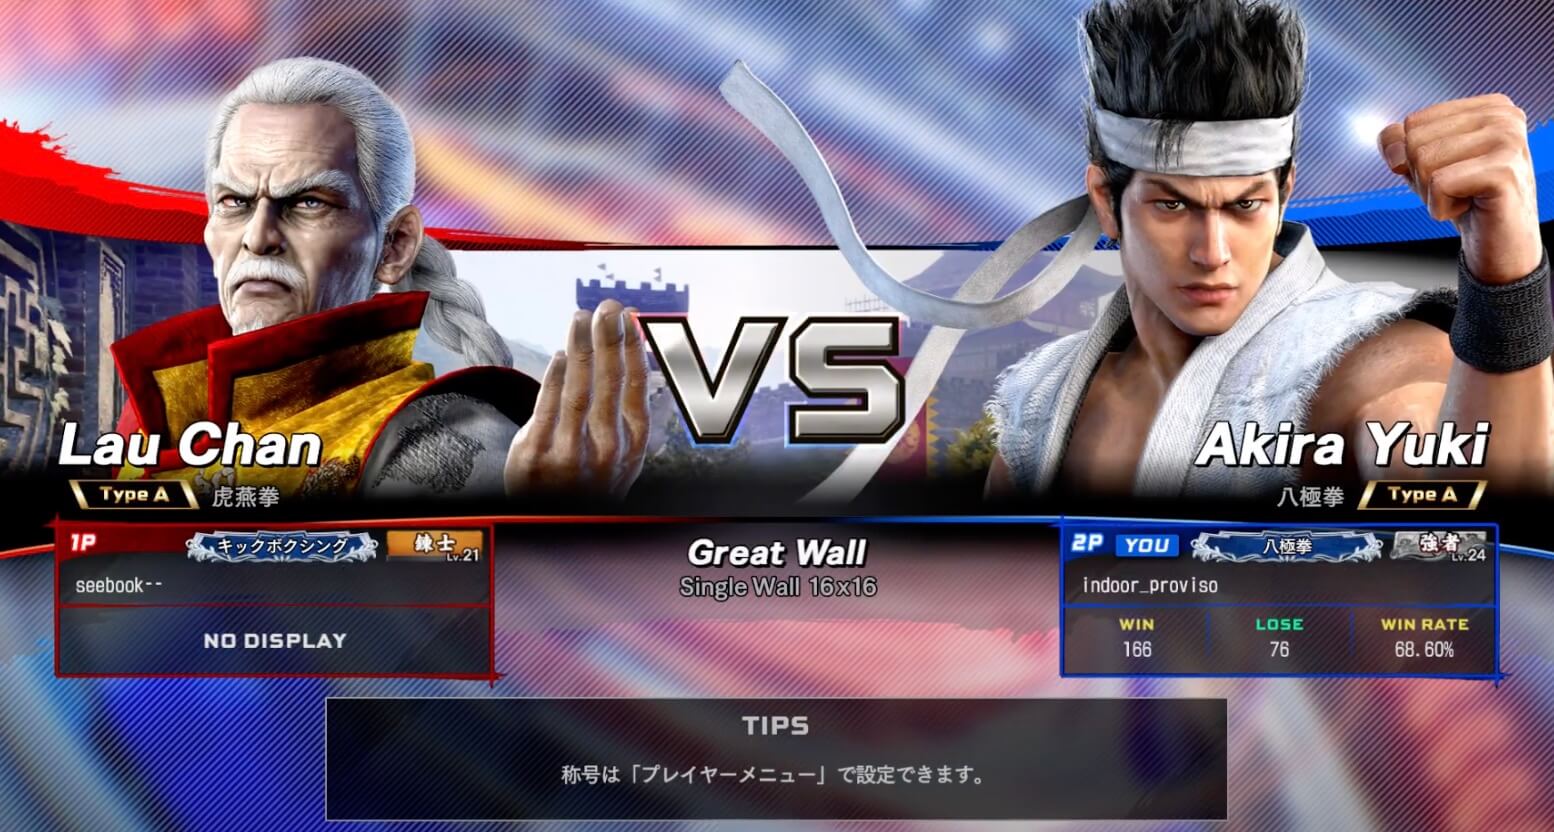 VS
Lau Chan
Type A 虎燕拳
Akira Yuki
八極拳 Type A
1P キックボクシング 錬士 Lv.21
seebook--
NO DISPLAY
Great Wall
Single Wall 16x16
2P YOU 八極拳 強者 Lv.24
indoor_proviso
WIN LOSE WIN RATE
166 76 68.60%
TIPS
称号は「プレイヤーメニュー」で設定できます。